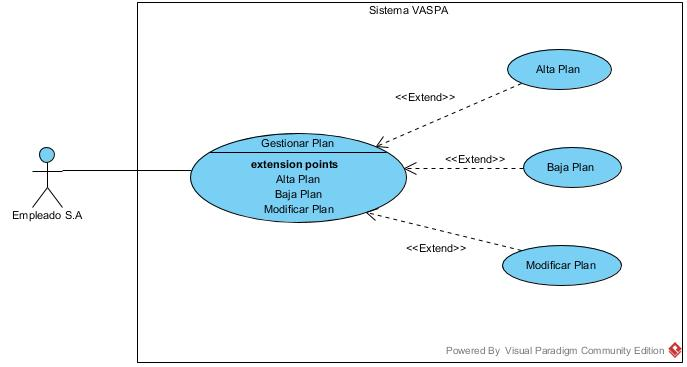 Sistema VASPA
Alta Plan
<<Extend>>
Gestionar Plan
extension points
Alta Plan
Baja Plan
Modificar Plan
<<Extend>>
Baja Plan
Empleado S.A
<<Extend>>
Modificar Plan
Powered By Visual Paradigm Community Edition